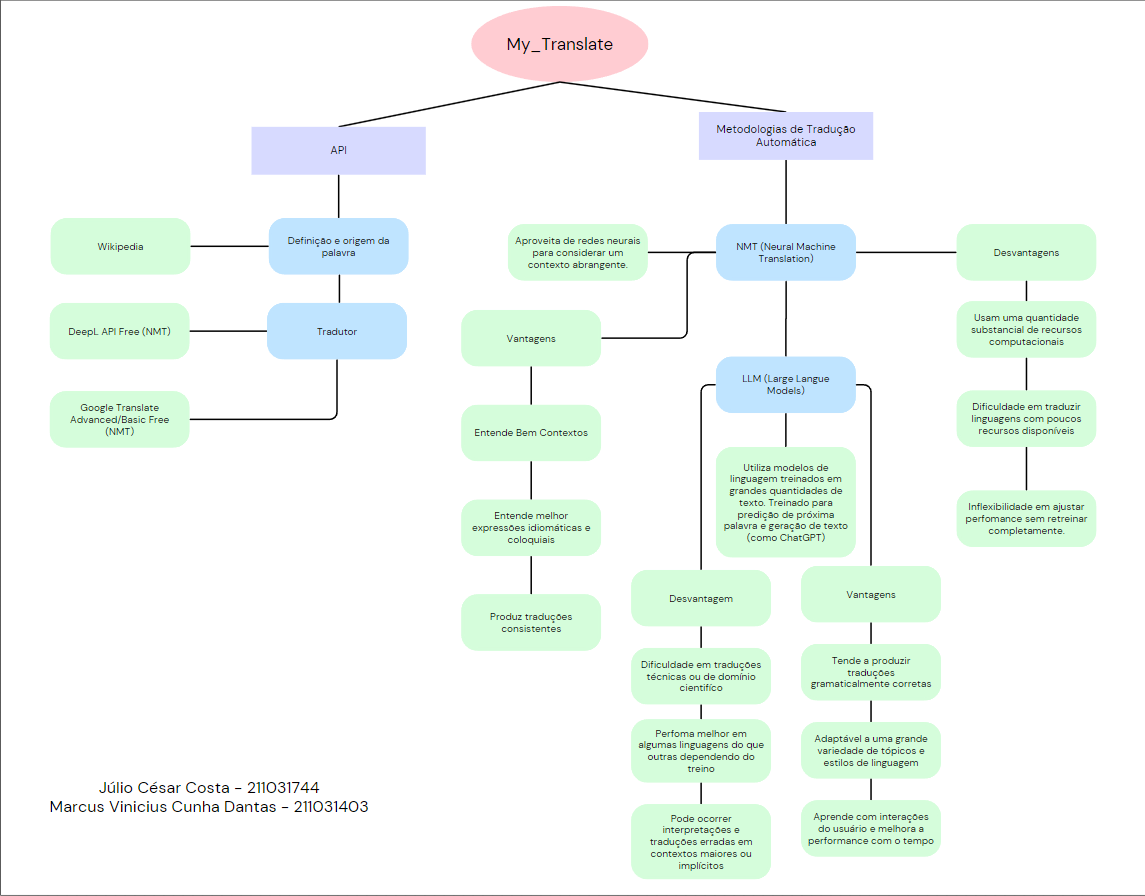 My_Translate
API
Metodologias de Tradução
Automática
Wikipedia
Definição e origem da
palavra
DeepL API Free (NMT)
Tradutor
Google Translate
Advanced/Basic Free
(NMT)
Aproveita de redes neurais
para considerar um
contexto abrangente.
NMT (Neural Machine
Translation)
Desvantagens
Usam uma quantidade
substancial de recursos
computacionais
Dificuldade em traduzir
linguagens com poucos
recursos disponíveis
Inflexibilidade em ajustar
perfomance sem retreinar
completamente.
Vantagens
Entende Bem Contextos
Entende melhor
expressões idiomáticas e
coloquiais
Produz traduções
consistentes
LLM (Large Langue
Models)
Utiliza modelos de
linguagem treinados em
grandes quantidades de
texto. Treinado para
predição de próxima
palavra e geração de texto
(como ChatGPT)
Desvantagem
Dificuldade em traduções
técnicas ou de domínio
científico
Perfoma melhor em
algumas linguagens do que
outras dependendo do
treino
Pode ocorrer
interpretações e
traduções erradas em
contextos maiores ou
implícitos
Vantagens
Tende a produzir
traduções
gramaticalmente corretas
Adaptável a uma grande
variedade de tópicos e
estilos de linguagem
Aprende com interações
do usuário e melhora a
performance com o tempo
Júlio César Costa - 211031744
Marcus Vinicius Cunha Dantas - 211031403